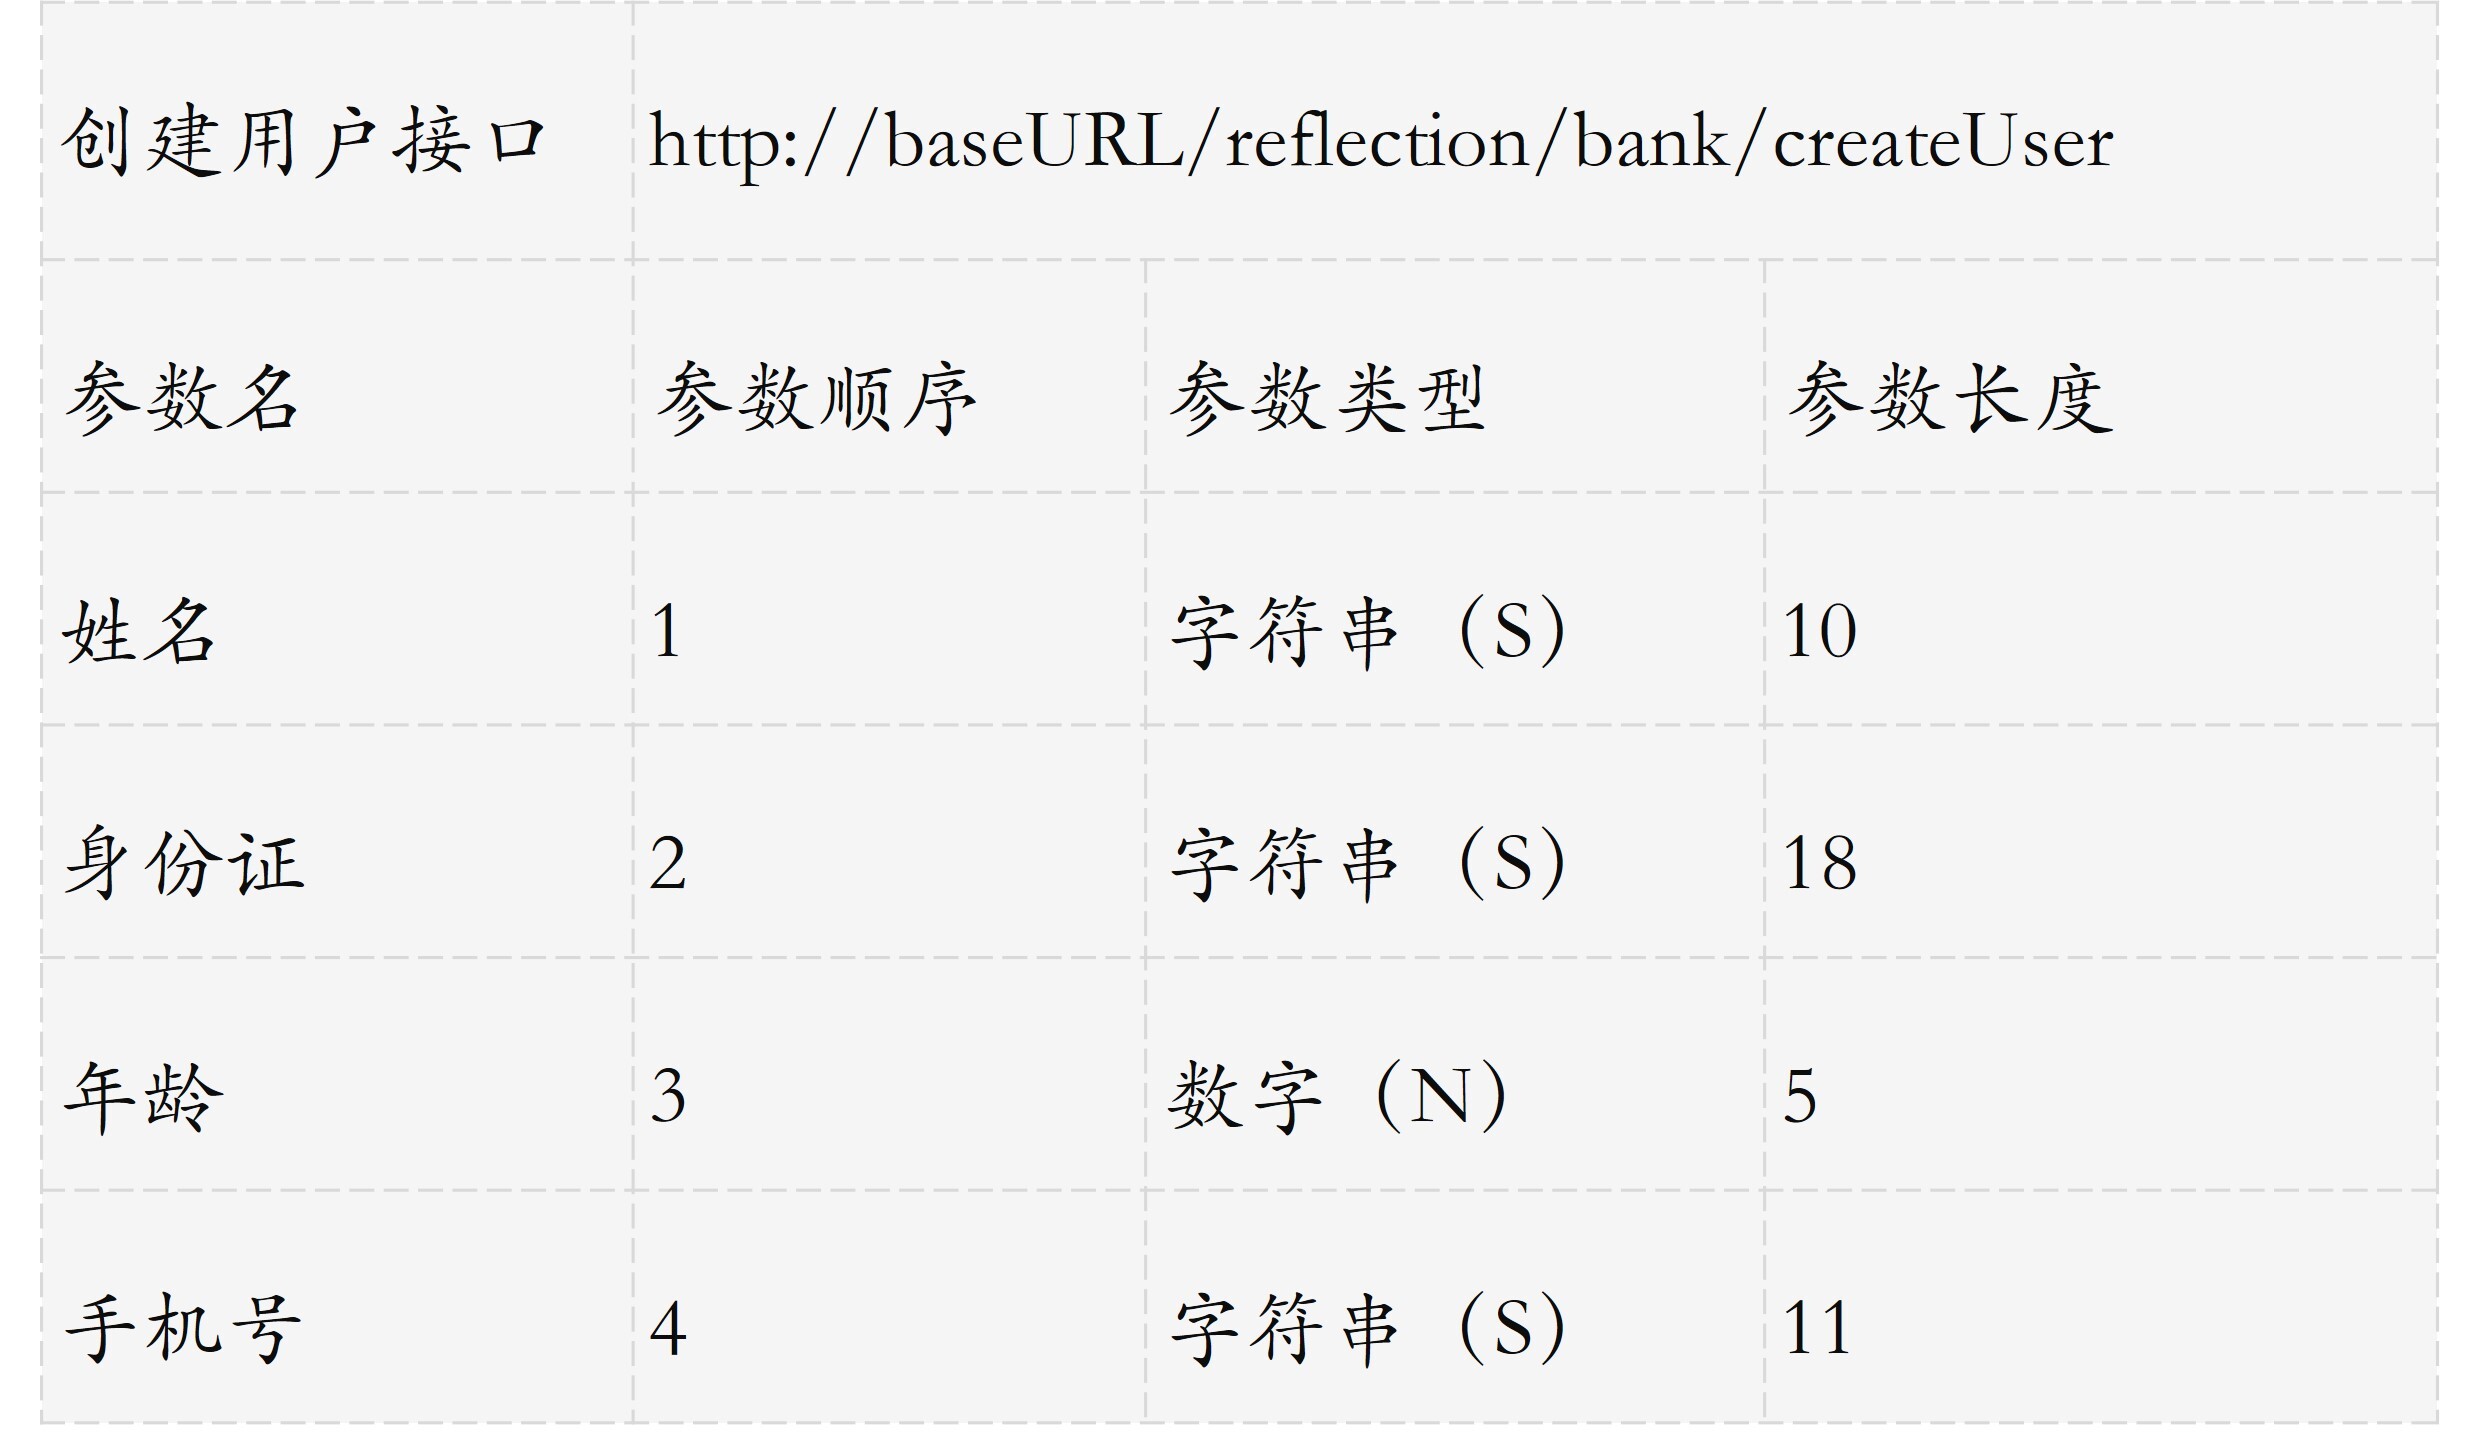 创建用户接口 http://baseURL/reflection/bank/createUser
参数名 参数顺序 参数类型 参数长度
姓名 1 字符串（S） 10
身份证 2 字符串（S） 18
年龄 3 数字（N） 5
手机号 4 字符串（S） 11